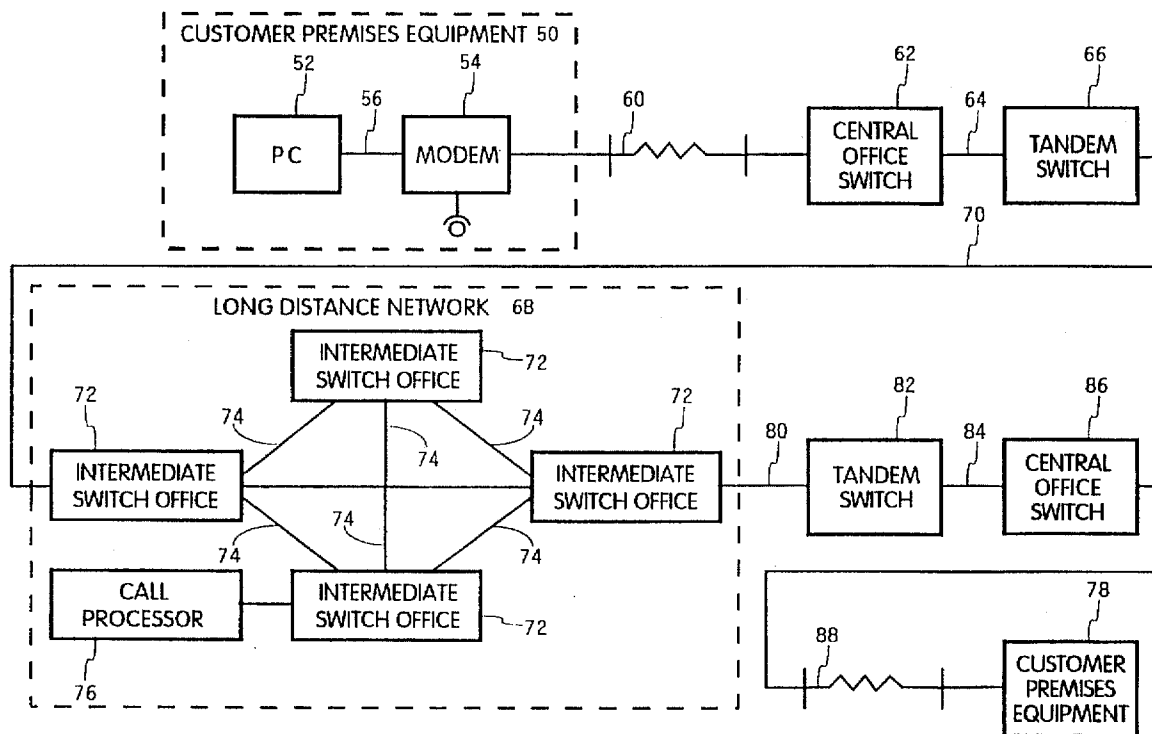 CUSTOMER PREMISES EQUIPMENT 50
52
54
56
PC
MODEM
60
62
64
66
CENTRAL
OFFICE
SWITCH
TANDEM
SWITCH
70
LONG DISTANCE NETWORK 68
INTERMEDIATE
SWITCH OFFICE
72
72
74
74
74
72
INTERMEDIATE
SWITCH OFFICE
INTERMEDIATE
SWITCH OFFICE
74
74
74
CALL
PROCESSOR
76
INTERMEDIATE
SWITCH OFFICE
72
80
82
84
86
TANDEM
SWITCH
CENTRAL
OFFICE
SWITCH
88
78
CUSTOMER
PREMISES
EQUIPMENT